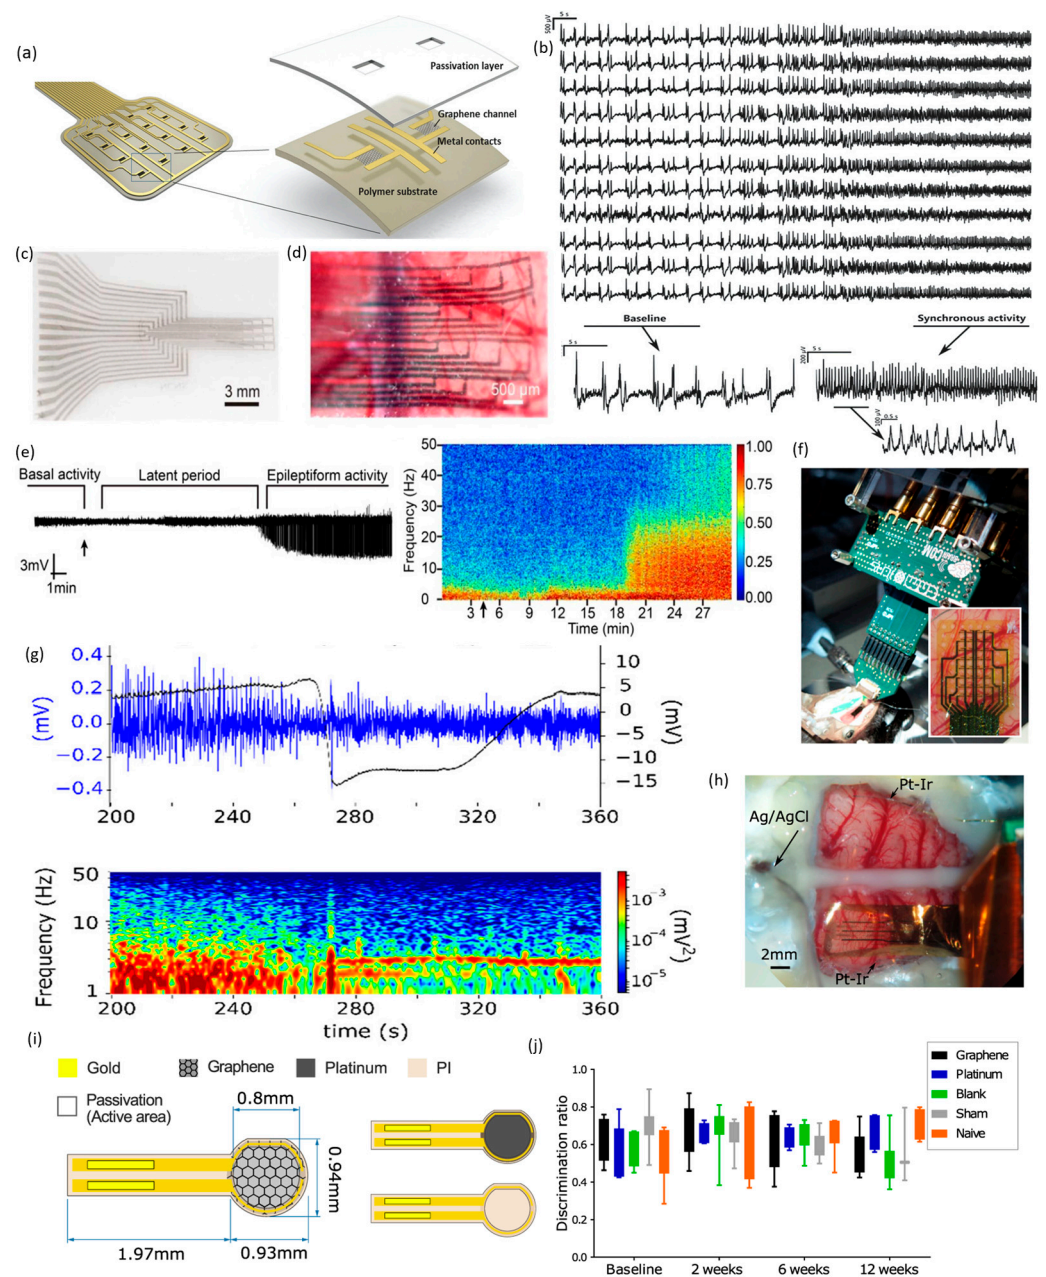 (a)
Passivation layer
Graphene channel
Metal contacts
Polymer substrate
(b)
5 s
500 µV
Baseline
5 s
Synchronous activity
5 s
200 µV
100 µV
0.5 s
(c)
3 mm
(d)
500 µm
(e)
Basal activity
Latent period
Epileptiform activity
3mV
1min
Frequency (Hz)
50
40
30
20
10
0
3
6
9
12
15
18
21
24
27
Time (min)
1.00
0.75
0.50
0.25
0.00
(f)
(g)
(mV)
0.4
0.2
0.0
−0.2
−0.4
10
5
0
−5
−10
−15
(mV)
200
240
280
320
360
Frequency (Hz)
50
10
1
200
240
280
320
360
time (s)
10⁻³
10⁻⁴
10⁻⁵
(mV²)
(h)
Pt-Ir
Ag/AgCl
2mm
Pt-Ir
(i)
Gold
Graphene
Platinum
PI
Passivation
(Active area)
0.8mm
0.94mm
1.97mm
0.93mm
(j)
Discrimination ratio
1.0
0.8
0.6
0.4
0.2
0.0
Baseline
2 weeks
6 weeks
12 weeks
Graphene
Platinum
Blank
Sham
Naive